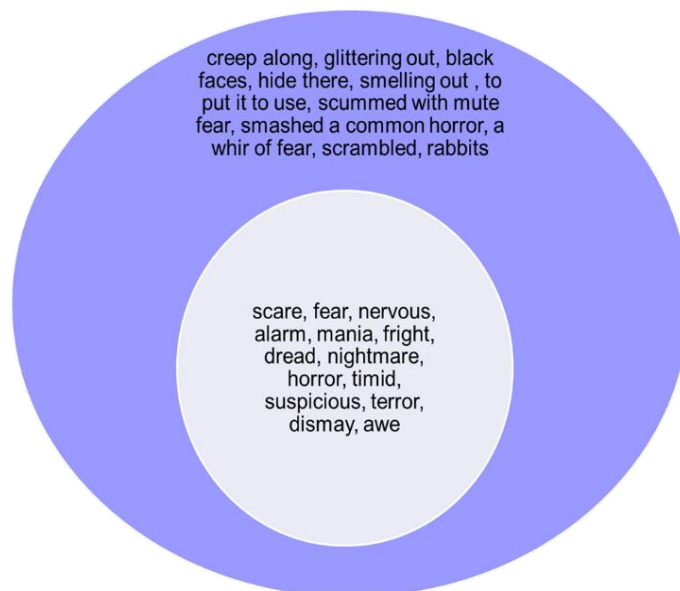 creep along, glittering out, black
faces, hide there, smelling out , to
put it to use, scummed with mute
fear, smashed a common horror, a
whir of fear, scrambled, rabbits
scare, fear, nervous,
alarm, mania, fright,
dread, nightmare,
horror, timid,
suspicious, terror,
dismay, awe